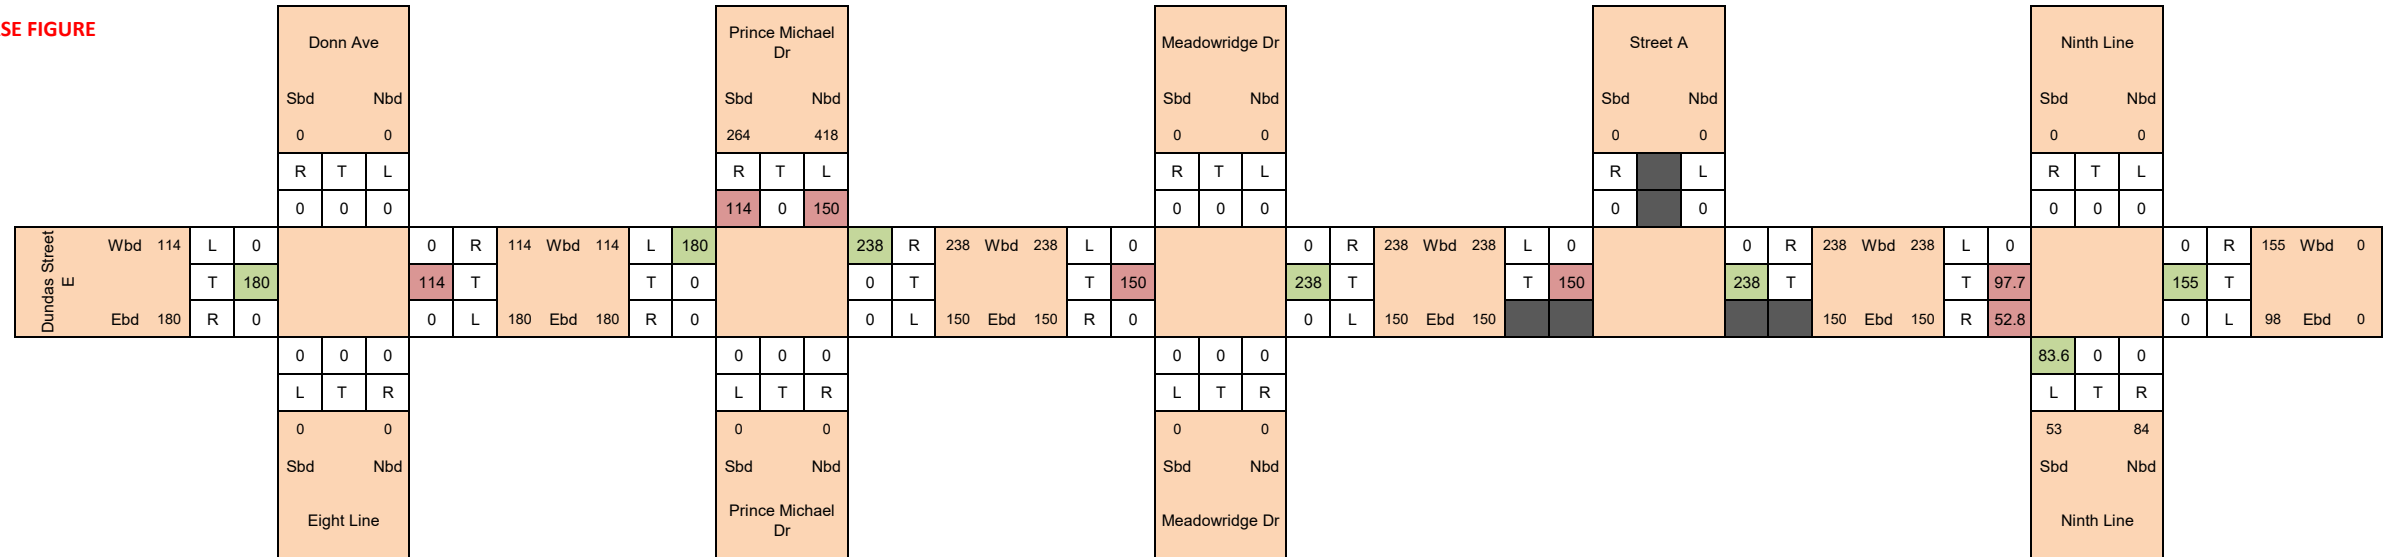 SE FIGURE
Donn Ave
Prince Michael
Dr
Meadowridge Dr
Street A
Ninth Line
Sbd Nbd Sbd Nbd Sbd Nbd Sbd Nbd Sbd Nbd
0 0 264 418 0 0 0 0 0 0
R T L R T L R T L R L R T L
0 0 0 114 0 150 0 0 0 0 0 0 0 0
Dundas Street
E
Wbd 114 L 0 0 R 114 Wbd 114 L 180 238 R 238 Wbd 238 L 0 0 R 238 Wbd 238 L 0 0 R 238 Wbd 238 L 0 0 R 155 Wbd 0
T 180 114 T T 0 0 T T 150 238 T T 150 238 T T 97.7 155 T
Ebd 180 R 0 0 L 180 Ebd 180 R 0 0 L 150 Ebd 150 R 0 0 L 150 Ebd 150 150 Ebd 150 R 52.8 0 L 98 Ebd 0
0 0 0 0 0 0 0 0 0 83.6 0 0
L T R L T R L T R L T R
0 0 0 0 0 0 53 84
Sbd Nbd Sbd Nbd Sbd Nbd Sbd Nbd
Eight Line
Prince Michael
Dr
Meadowridge Dr
Ninth Line